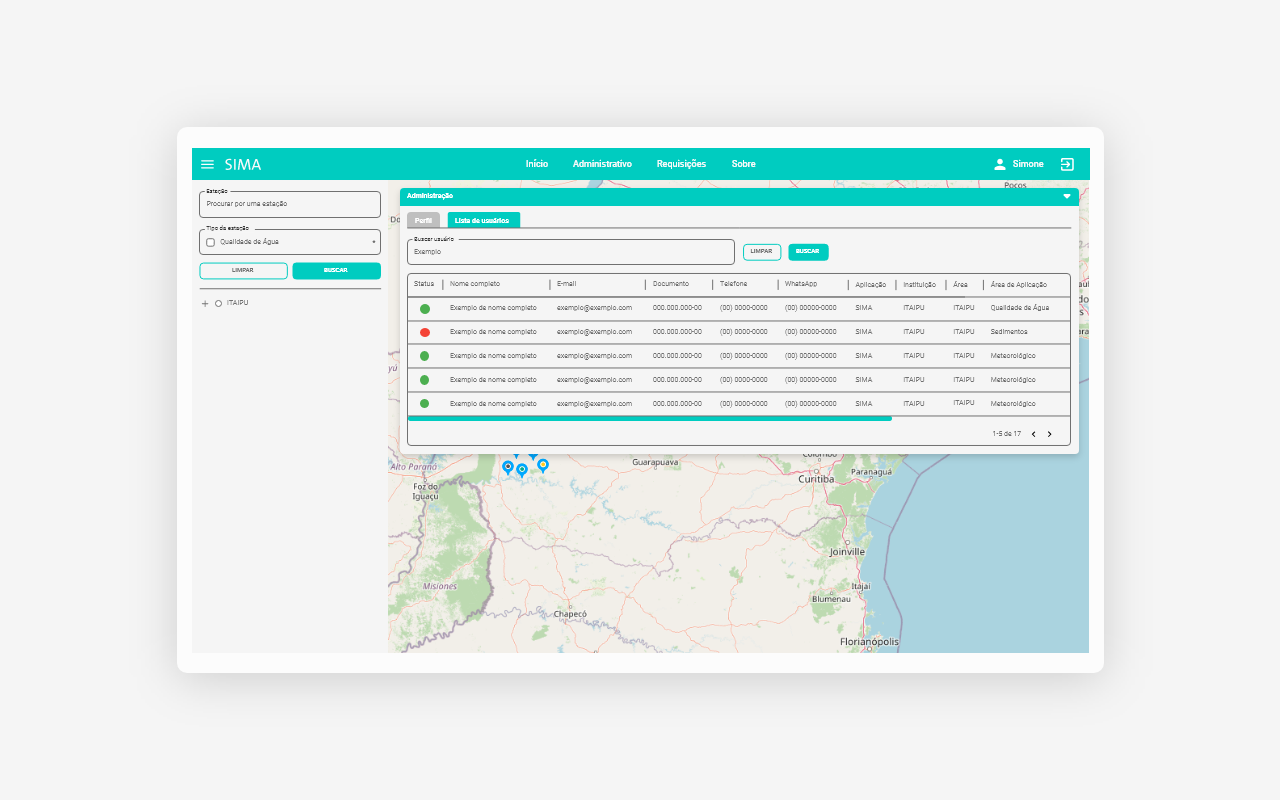 SIMA
Início Administrativo Requisições Sobre
Simone
Estação
Procurar por uma estação
Tipo da estação
Qualidade de Água
LIMPAR BUSCAR
ITAIPU
Administração
Perfil Lista de usuários
Buscar usuário
Exemplo
LIMPAR BUSCAR
Status Nome completo E-mail Documento Telefone WhatsApp Aplicação Instituição Área Área de Aplicação
Exemplo de nome completo exemplo@exemplo.com 000.000.000-00 (00) 0000-0000 (00) 00000-0000 SIMA ITAIPU ITAIPU Qualidade de Água
Exemplo de nome completo exemplo@exemplo.com 000.000.000-00 (00) 0000-0000 (00) 00000-0000 SIMA ITAIPU ITAIPU Sedimentos
Exemplo de nome completo exemplo@exemplo.com 000.000.000-00 (00) 0000-0000 (00) 00000-0000 SIMA ITAIPU ITAIPU Meteorológico
Exemplo de nome completo exemplo@exemplo.com 000.000.000-00 (00) 0000-0000 (00) 00000-0000 SIMA ITAIPU ITAIPU Meteorológico
Exemplo de nome completo exemplo@exemplo.com 000.000.000-00 (00) 0000-0000 (00) 00000-0000 SIMA ITAIPU ITAIPU Meteorológico
1-5 de 17
Poços
Alto Paraná
Foz do
Iguaçu
Guarapuava
Colombo
Curitiba
Paranaguá
Joinville
Misiones
Itajaí
Blumenau
Chapecó
Florianópolis